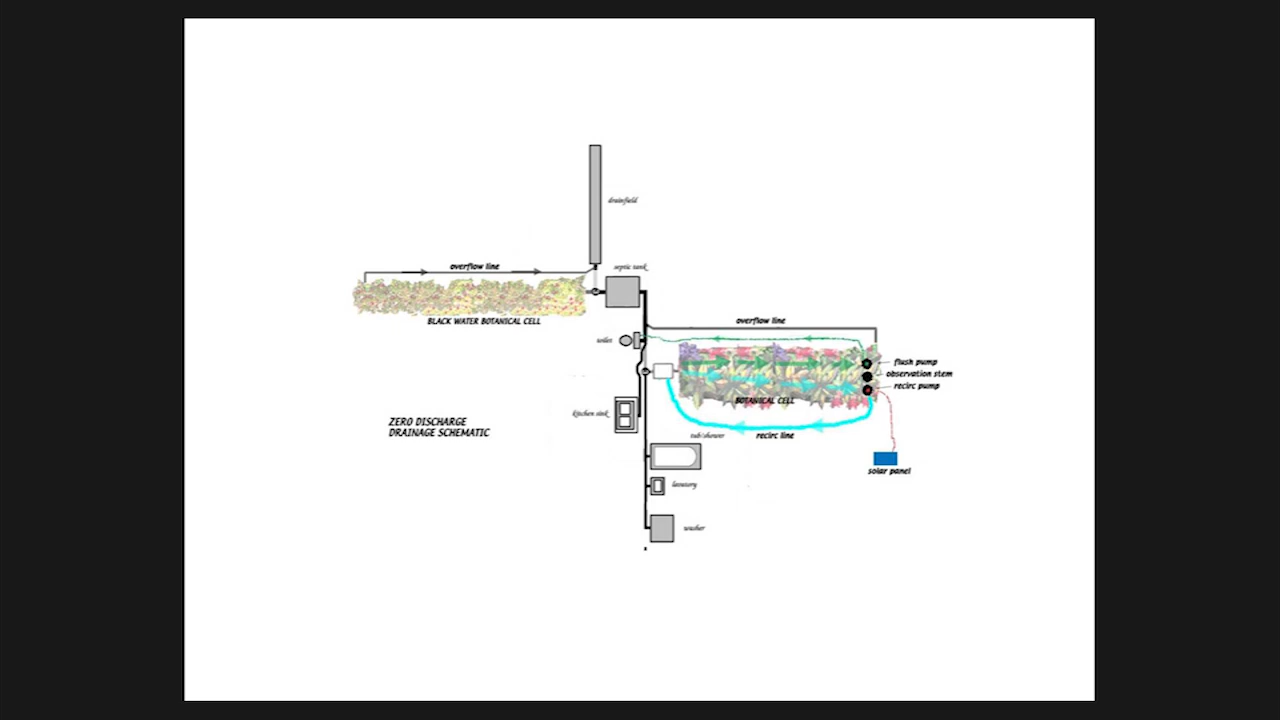 drainfield
overflow line
septic tank
BLACK WATER BOTANICAL CELL
overflow line
toilet
flush pump
observation stem
recirc pump
BOTANICAL CELL
kitchen sink
ZERO DISCHARGE
DRAINAGE SCHEMATIC
tub/shower
recirc line
solar panel
lavatory
washer